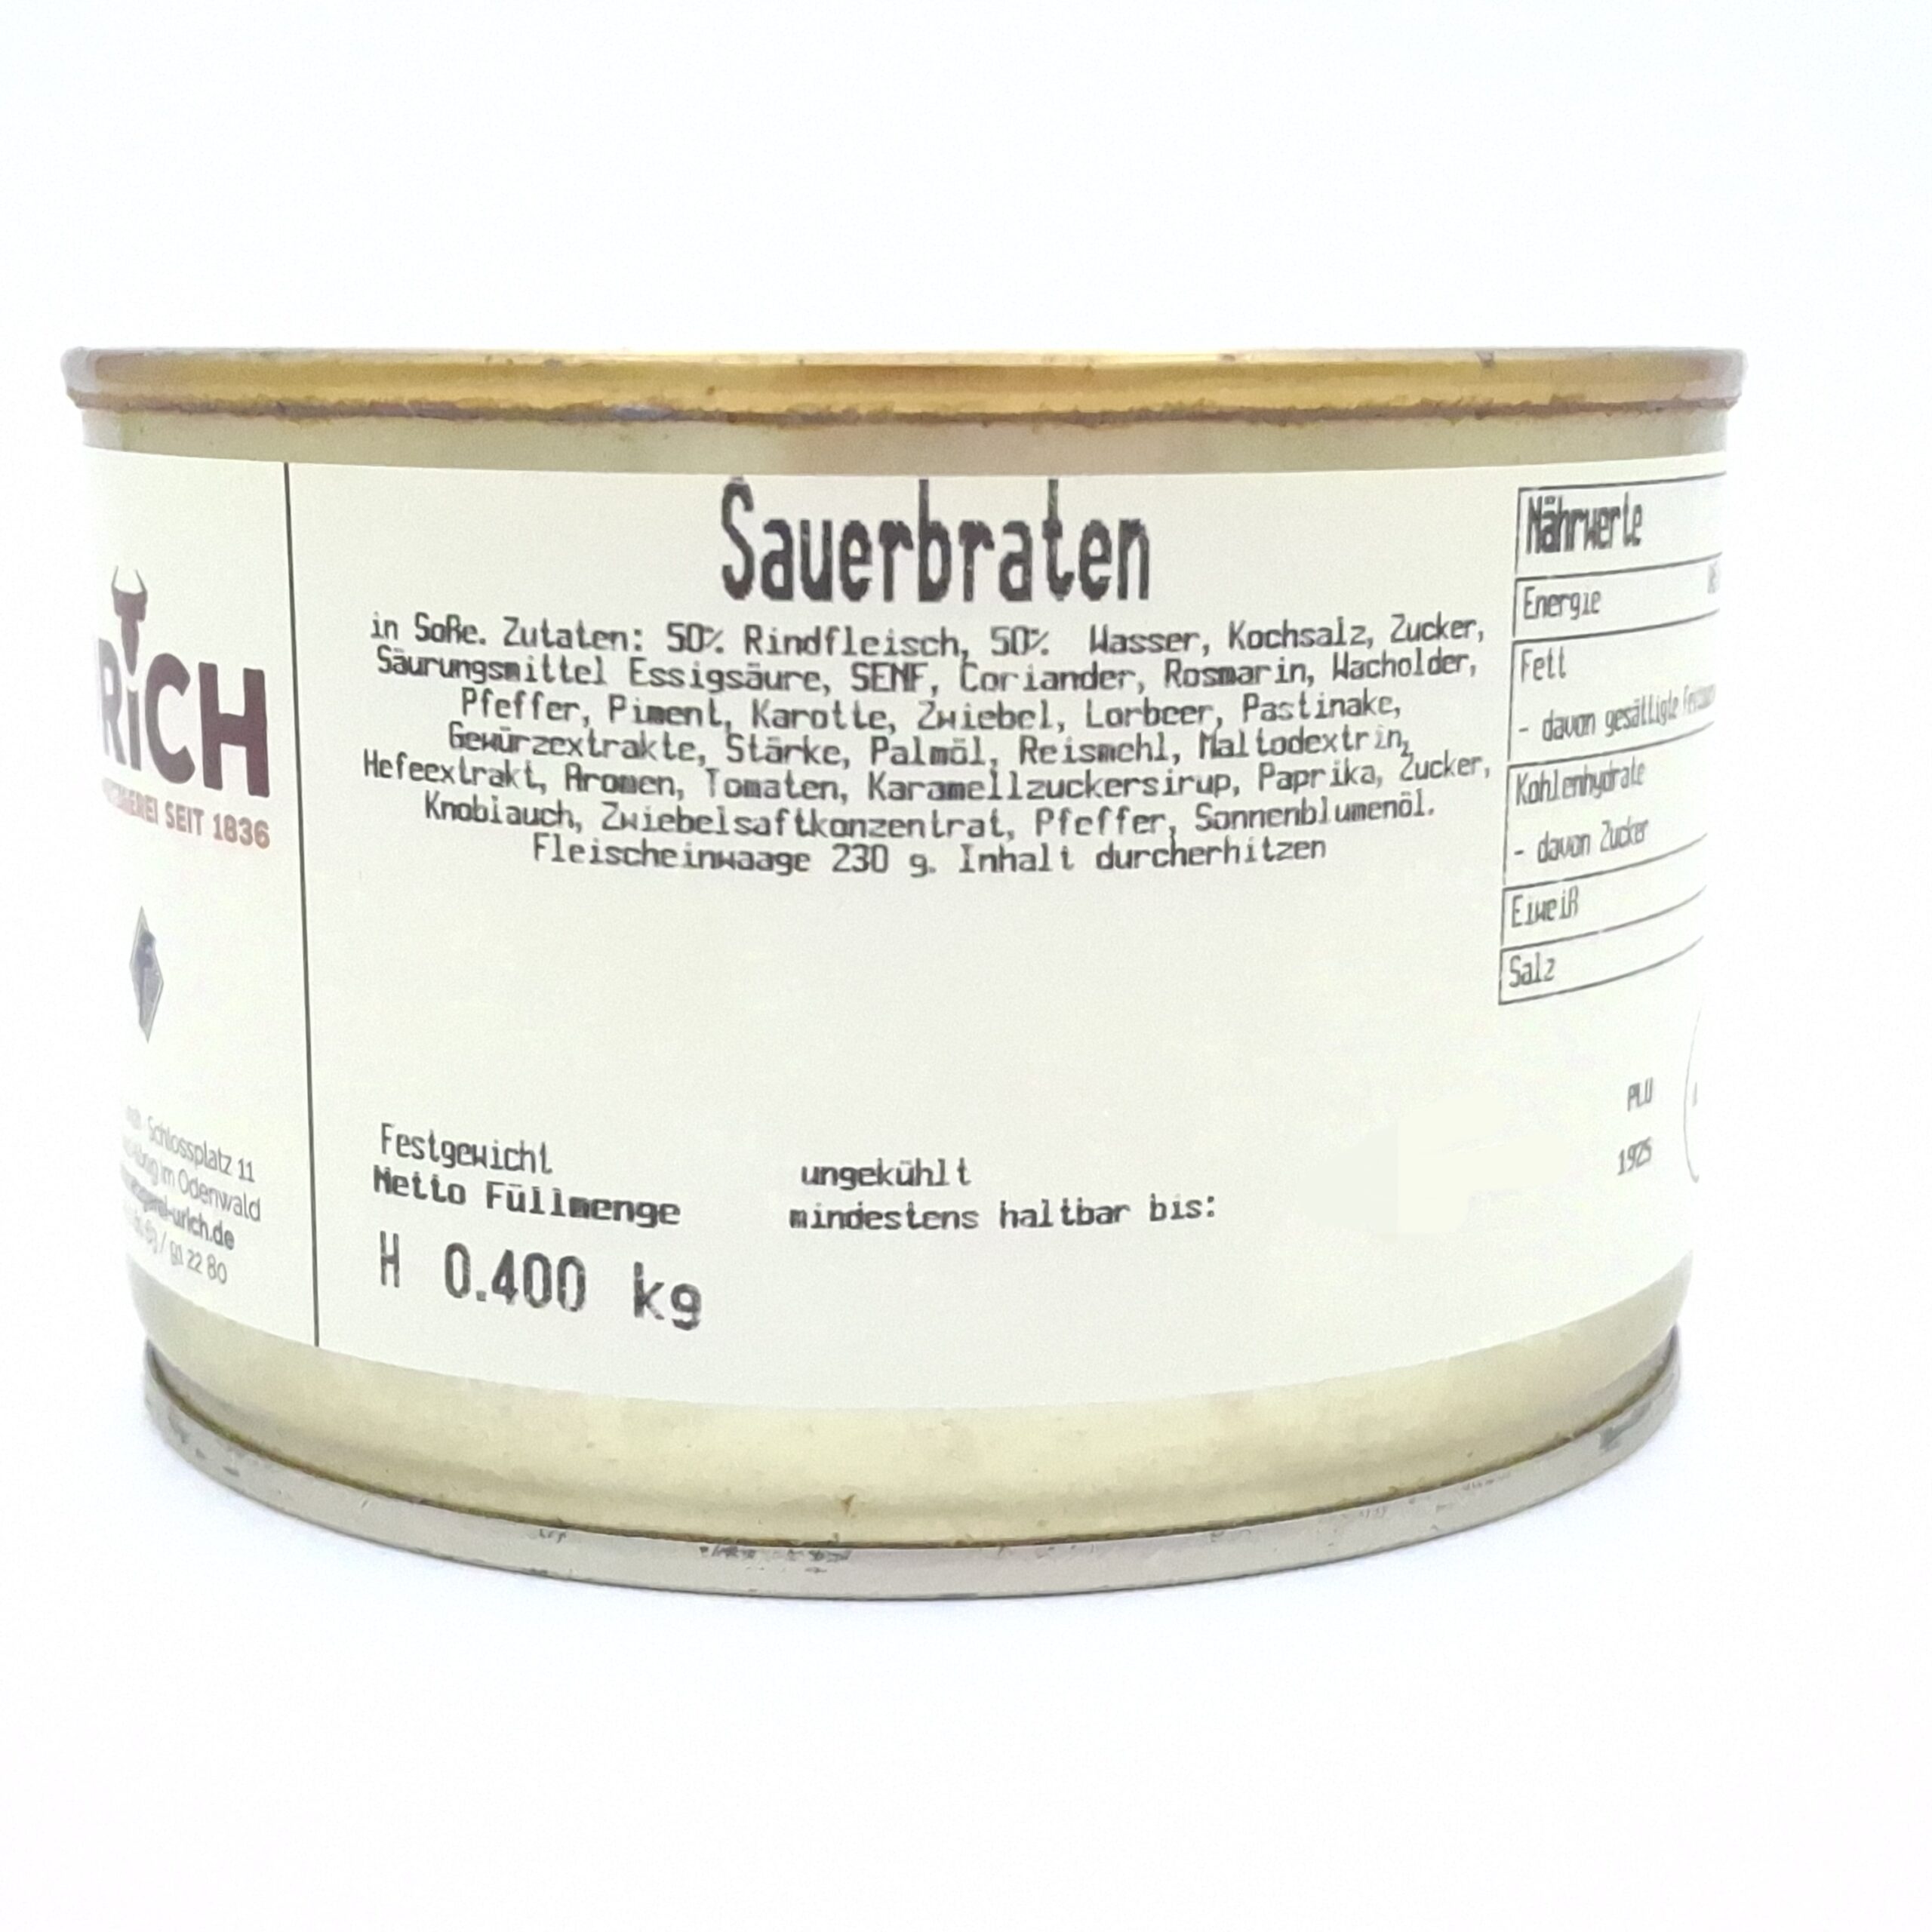 RiCH
SEIT 1836
Schlossplatz 11
im Odenwald
urich.de
/ 91 22 80
Sauerbraten
in Soße. Zutaten: 50% Rindfleisch, 50% Wasser, Kochsalz, Zucker,
Säurungsmittel Essigsäure, SENF, Coriander, Rosmarin, Wacholder,
Pfeffer, Piment, Karotte, Zwiebel, Lorbeer, Pastinake,
Gewürzextrakte, Stärke, Palmöl, Reismehl, Maltodextrin,
Hefeextrakt, Aromen, Tomaten, Karamellzuckersirup, Paprika, Zucker,
Knoblauch, Zwiebelsaftkonzentrat, Pfeffer, Sonnenblumenöl.
Fleischeinwaage 230 g. Inhalt durcherhitzen
Festgewicht
Netto Füllmenge
H 0.400 kg
ungekühlt
mindestens haltbar bis:
Nährwerte
Energie
Fett
- davon gesättigte
Kohlenhydrate
- davon Zucker
Eiweiß
Salz
PLU
1925